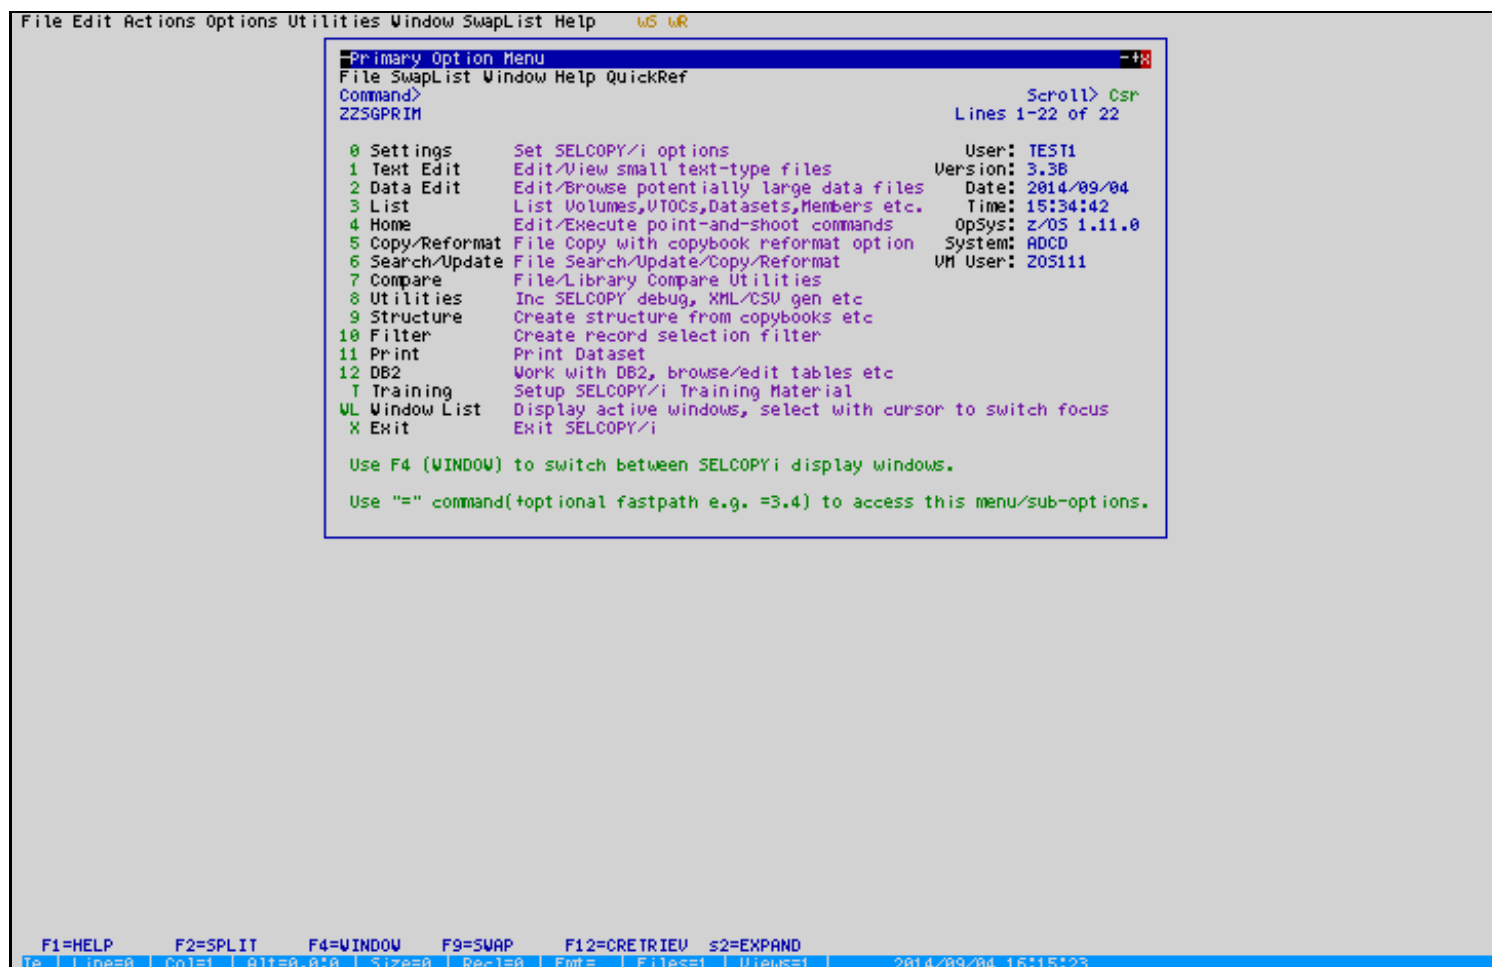 File Edit Actions Options Utilities Window SwapList Help wS wR
Primary Option Menu -+x
File SwapList Window Help QuickRef
Command> Scroll> Csr
ZZSGPRIM Lines 1-22 of 22
0 Settings Set SELCOPY/i options User: TEST1
1 Text Edit Edit/View small text-type files Version: 3.3B
2 Data Edit Edit/Browse potentially large data files Date: 2014/09/04
3 List List Volumes,VTOCs,Datasets,Members etc. Time: 15:34:42
4 Home Edit/Execute point-and-shoot commands OpSys: z/OS 1.11.0
5 Copy/Reformat File Copy with copybook reformat option System: ADCD
6 Search/Update File Search/Update/Copy/Reformat VM User: ZOS111
7 Compare File/Library Compare Utilities
8 Utilities Inc SELCOPY debug, XML/CSV gen etc
9 Structure Create structure from copybooks etc
10 Filter Create record selection filter
11 Print Print Dataset
12 DB2 Work with DB2, browse/edit tables etc
T Training Setup SELCOPY/i Training Material
WL Window List Display active windows, select with cursor to switch focus
X Exit Exit SELCOPY/i
Use F4 (WINDOW) to switch between SELCOPYi display windows.
Use "=" command(+optional fastpath e.g. =3.4) to access this menu/sub-options.
F1=HELP F2=SPLIT F4=WINDOW F9=SWAP F12=CRETRIEV s2=EXPAND
Te | Line=0 | Col=1 | Alt=0,0:0 | Size=0 | Recl=0 | Fmt= | Files=1 | Views=1 | 2014/09/04 16:15:23